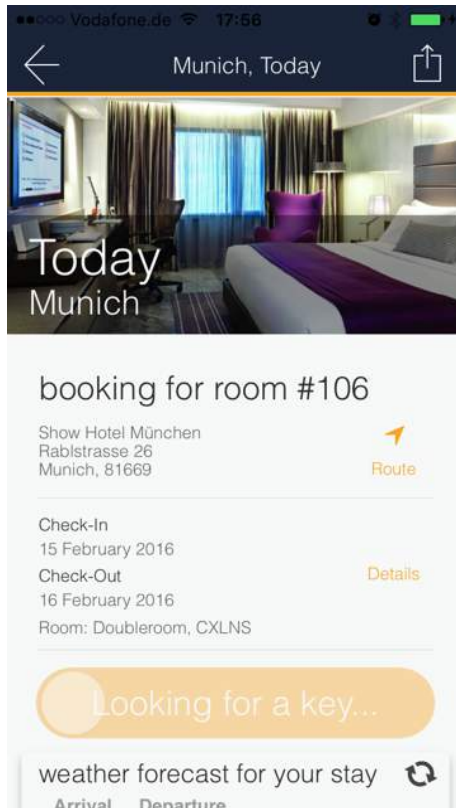 Vodafone.de 17:56
Munich, Today
Today
Munich
booking for room #106
Show Hotel München
Rablstrasse 26
Munich, 81669
Route
Check-In
15 February 2016
Check-Out
Details
16 February 2016
Room: Doubleroom, CXLNS
Looking for a key...
weather forecast for your stay
Arrival Departure